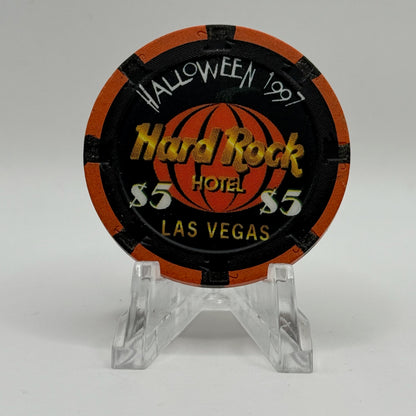 HALLOWEEN 1997
Hard Rock
HOTEL
$5 $5
LAS VEGAS